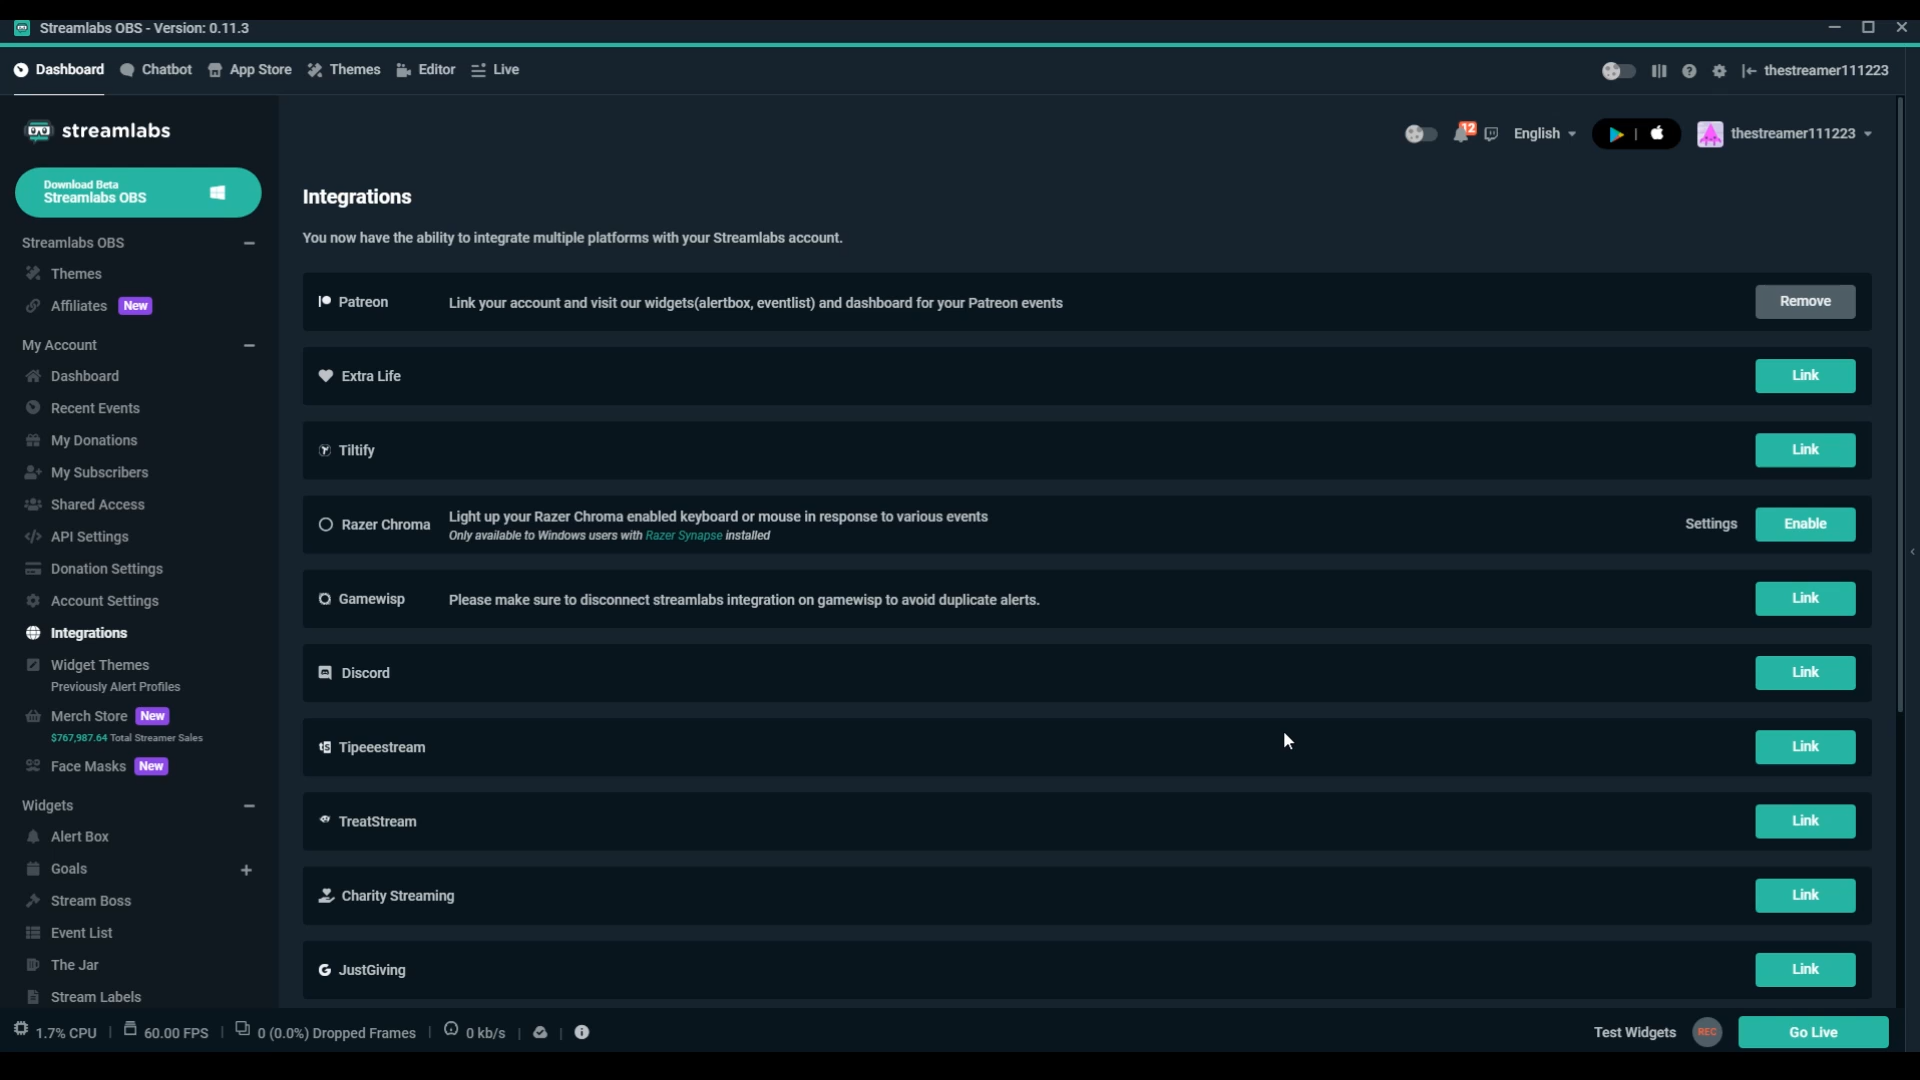 Streamlabs OBS - Version: 0.11.3
Dashboard Chatbot App Store Themes Editor Live thestreamer111223
streamlabs
12 English thestreamer111223
Download Beta
Streamlabs OBS
Streamlabs OBS
Themes
Affiliates New
My Account
Dashboard
Recent Events
My Donations
My Subscribers
Shared Access
API Settings
Donation Settings
Account Settings
Integrations
Widget Themes
Previously Alert Profiles
Merch Store New
$767,987.64 Total Streamer Sales
Face Masks New
Widgets
Alert Box
Goals
Stream Boss
Event List
The Jar
Stream Labels
Integrations
You now have the ability to integrate multiple platforms with your Streamlabs account.
Patreon Link your account and visit our widgets(alertbox, eventlist) and dashboard for your Patreon events Remove
Extra Life Link
Tiltify Link
Razer Chroma Light up your Razer Chroma enabled keyboard or mouse in response to various events Settings Enable
Only available to Windows users with Razer Synapse installed
Gamewisp Please make sure to disconnect streamlabs integration on gamewisp to avoid duplicate alerts. Link
Discord Link
Tipeeestream Link
TreatStream Link
Charity Streaming Link
JustGiving Link
1.7% CPU 60.00 FPS 0 (0.0%) Dropped Frames 0 kb/s Test Widgets REC Go Live